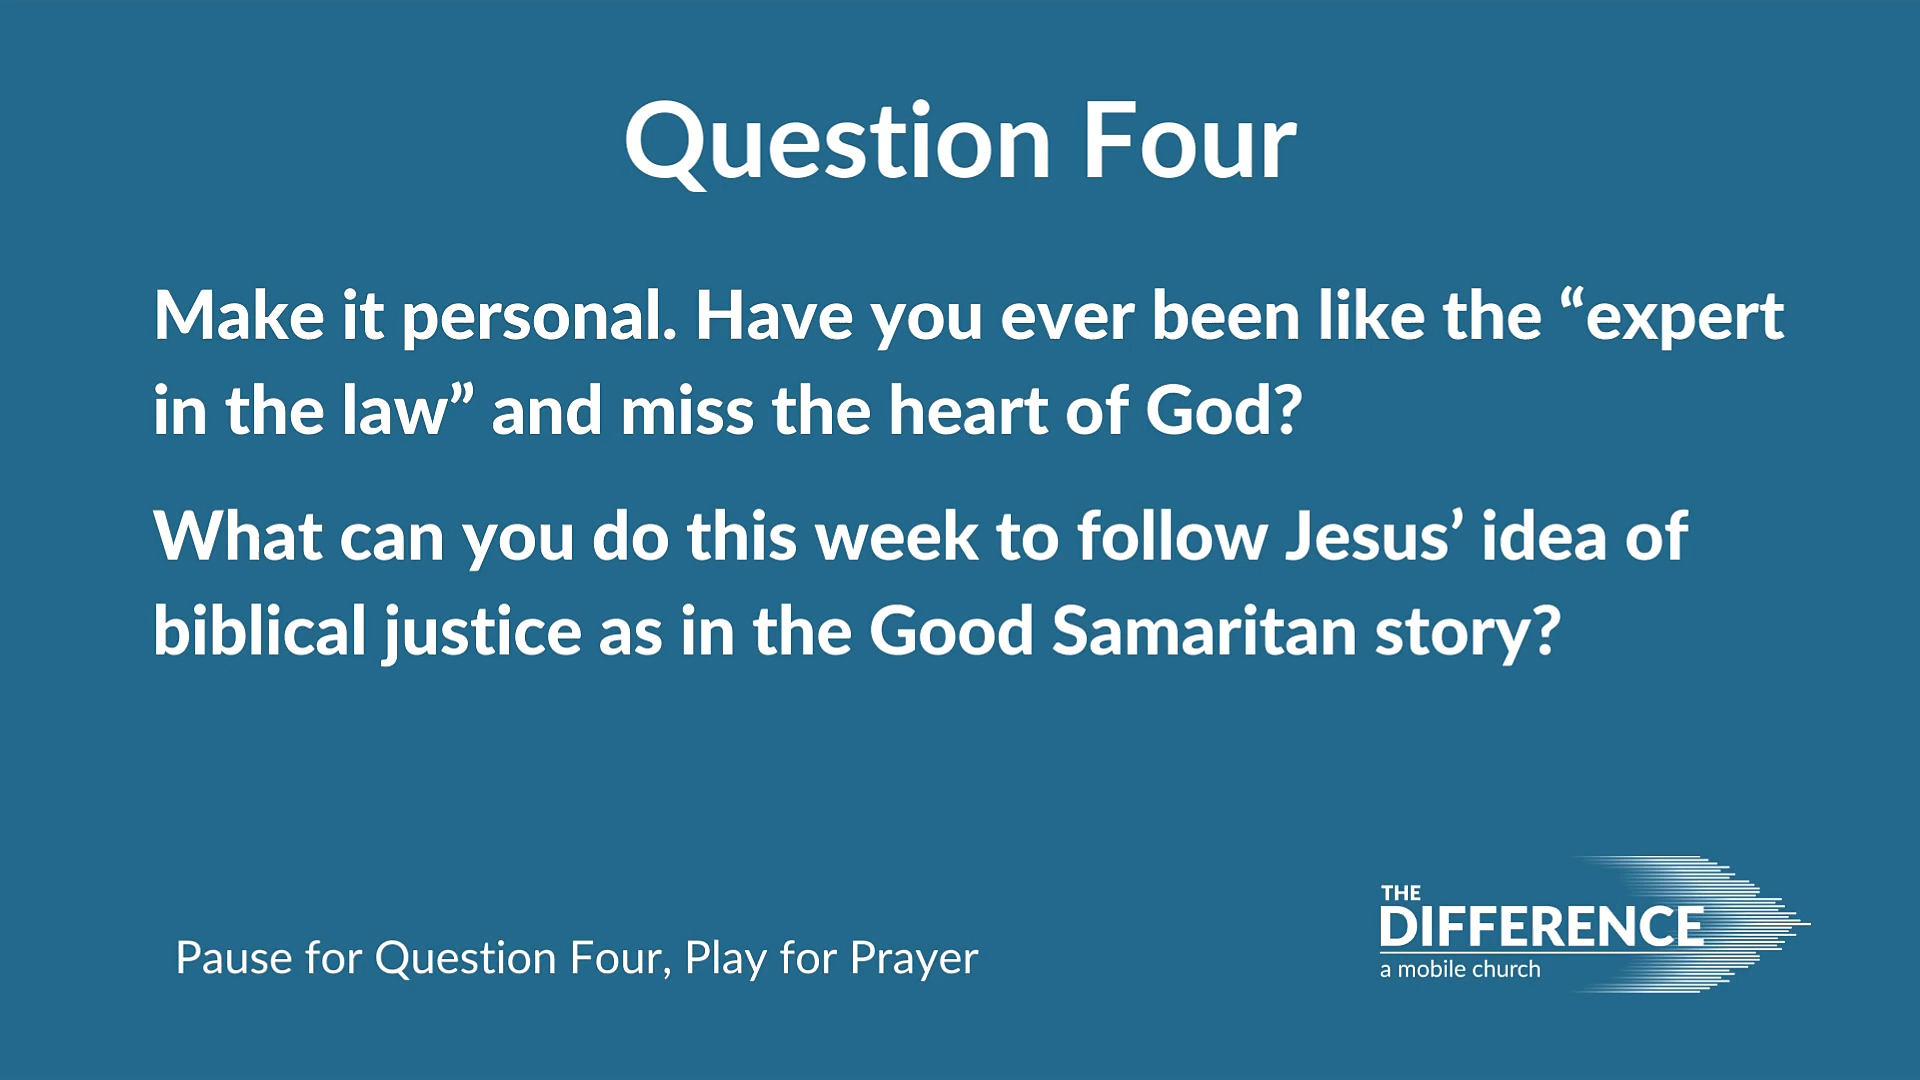 Question Four
Make it personal. Have you ever been like the “expert
in the law” and miss the heart of God?
What can you do this week to follow Jesus’ idea of
biblical justice as in the Good Samaritan story?
Pause for Question Four, Play for Prayer
THE
DIFFERENCE
a mobile church